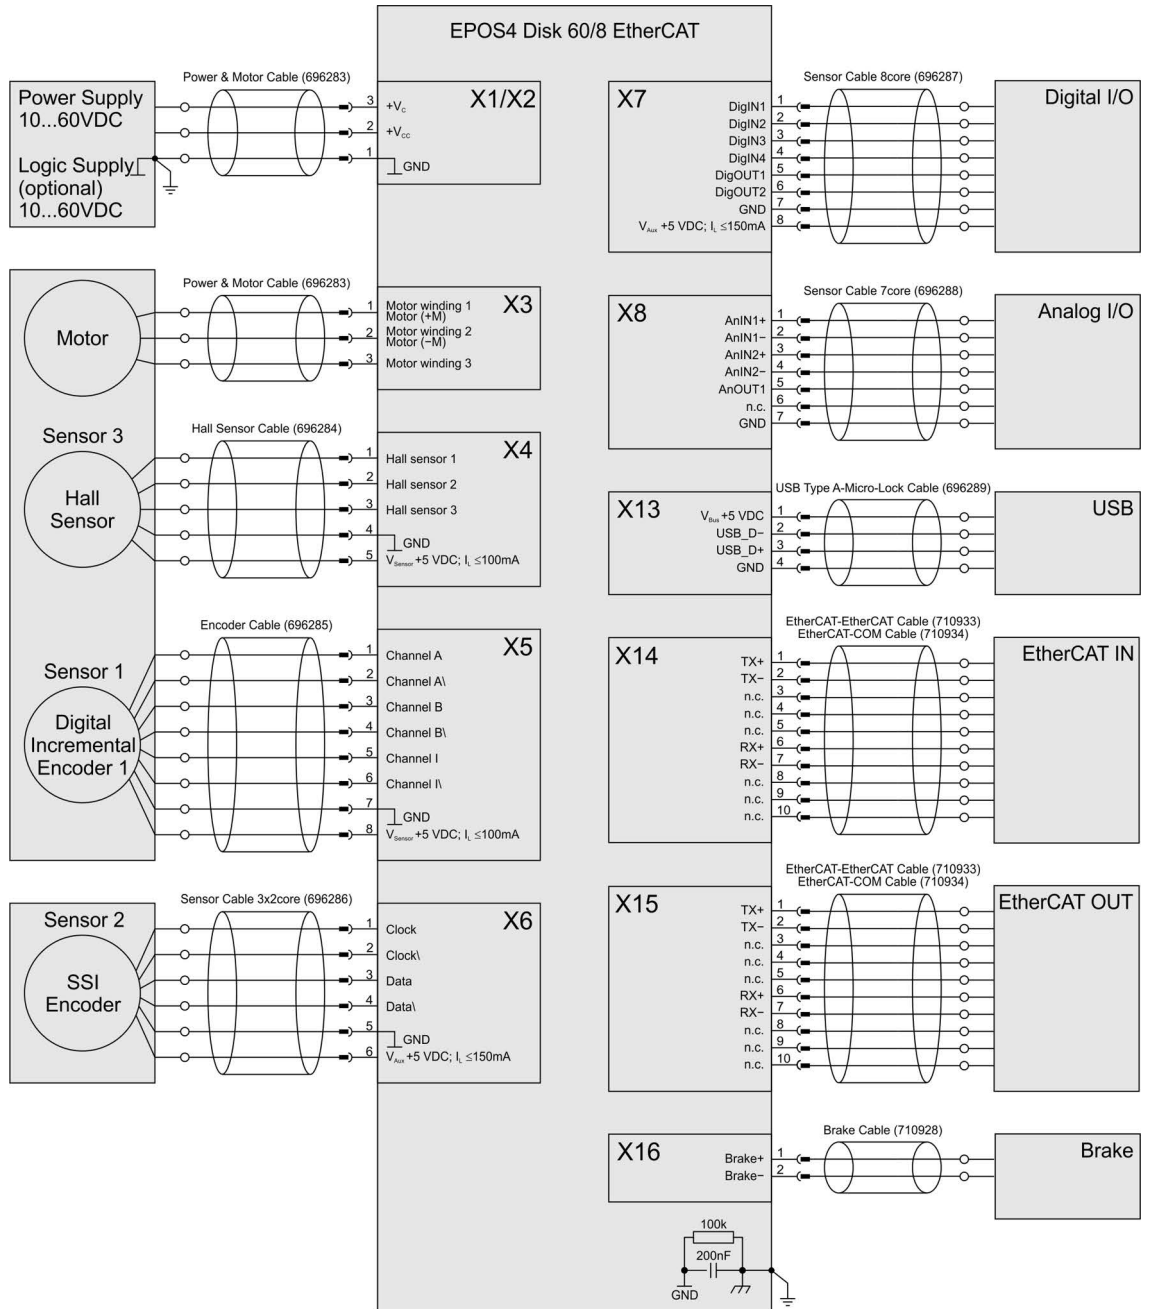 EPOS4 Disk 60/8 EtherCAT
Power & Motor Cable (696283)
Power Supply
10...60VDC
Logic Supply
(optional)
10...60VDC
X1/X2
3 +Vc
2 +Vcc
1 GND
Power & Motor Cable (696283)
Motor
X3
1 Motor winding 1
Motor (+M)
2 Motor winding 2
Motor (−M)
3 Motor winding 3
Sensor 3
Hall
Sensor
Hall Sensor Cable (696284)
X4
1 Hall sensor 1
2 Hall sensor 2
3 Hall sensor 3
4 GND
5 VSensor +5 VDC; IL ≤100mA
Sensor 1
Digital
Incremental
Encoder 1
Encoder Cable (696285)
X5
1 Channel A
2 Channel A\
3 Channel B
4 Channel B\
5 Channel I
6 Channel I\
7 GND
8 VSensor +5 VDC; IL ≤100mA
Sensor 2
SSI
Encoder
Sensor Cable 3x2core (696286)
X6
1 Clock
2 Clock\
3 Data
4 Data\
5 GND
6 VAux +5 VDC; IL ≤150mA
X7
Sensor Cable 8core (696287)
Digital I/O
DigIN1 1
DigIN2 2
DigIN3 3
DigIN4 4
DigOUT1 5
DigOUT2 6
GND 7
VAux +5 VDC; IL ≤150mA 8
X8
Sensor Cable 7core (696288)
Analog I/O
AnIN1+ 1
AnIN1− 2
AnIN2+ 3
AnIN2− 4
AnOUT1 5
n.c. 6
GND 7
X13
USB Type A-Micro-Lock Cable (696289)
USB
VBus +5 VDC 1
USB_D− 2
USB_D+ 3
GND 4
X14
EtherCAT-EtherCAT Cable (710933)
EtherCAT-COM Cable (710934)
EtherCAT IN
TX+ 1
TX− 2
n.c. 3
n.c. 4
n.c. 5
RX+ 6
RX− 7
n.c. 8
n.c. 9
n.c. 10
X15
EtherCAT-EtherCAT Cable (710933)
EtherCAT-COM Cable (710934)
EtherCAT OUT
TX+ 1
TX− 2
n.c. 3
n.c. 4
n.c. 5
RX+ 6
RX− 7
n.c. 8
n.c. 9
n.c. 10
X16
Brake Cable (710928)
Brake
Brake+ 1
Brake− 2
100k
200nF
GND